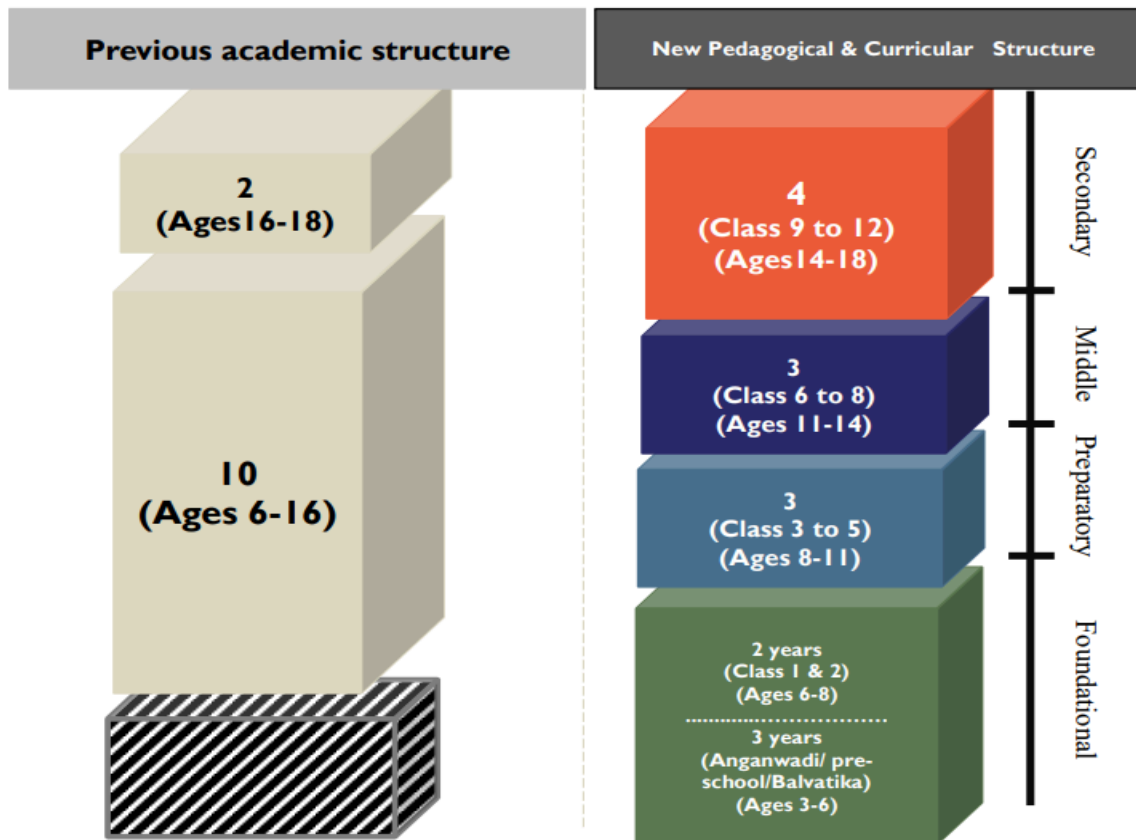 Previous academic structure
New Pedagogical & Curricular Structure
2
(Ages16-18)
10
(Ages 6-16)
4
(Class 9 to 12)
(Ages14-18)
3
(Class 6 to 8)
(Ages 11-14)
3
(Class 3 to 5)
(Ages 8-11)
2 years
(Class 1 & 2)
(Ages 6-8)
3 years
(Anganwadi/ pre-
school/Balvatika)
(Ages 3-6)
Secondary
Middle
Preparatory
Foundational